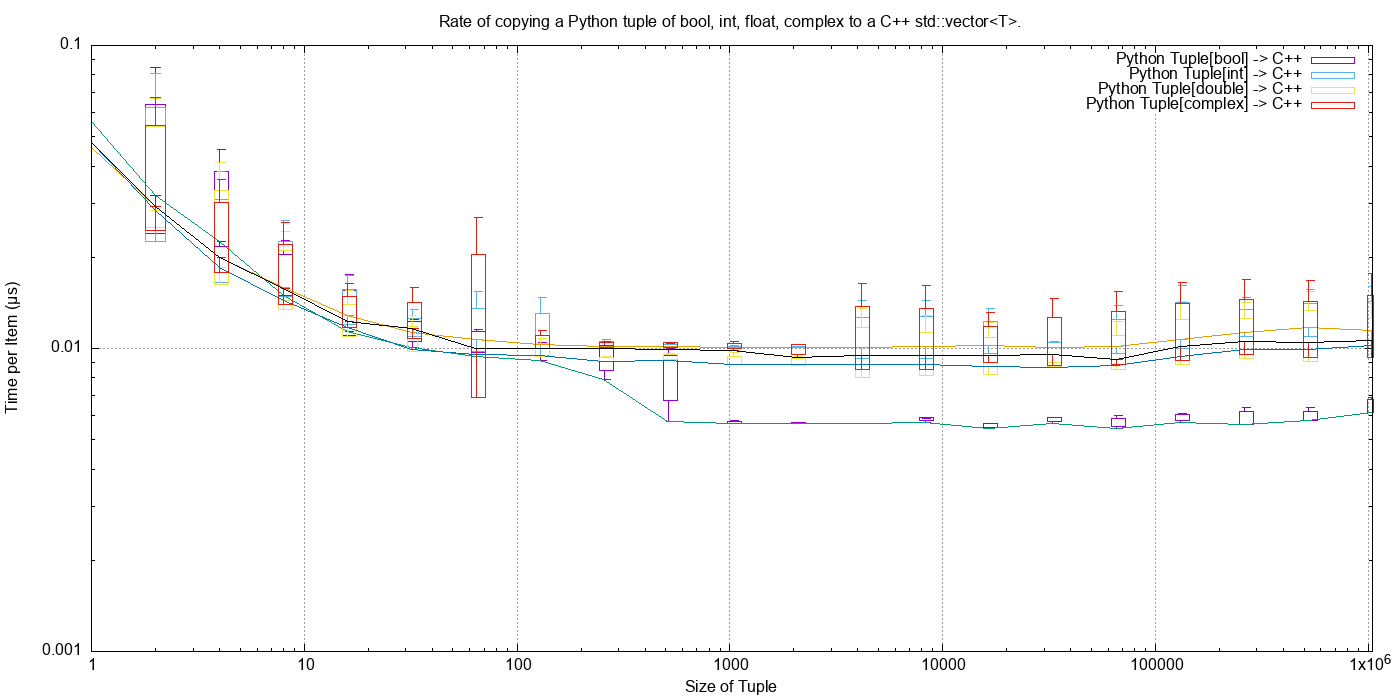 Rate of copying a Python tuple of bool, int, float, complex to a C++ std::vector<T>.
0.1
Python Tuple[bool] -> C++
Python Tuple[int] -> C++
Python Tuple[double] -> C++
Python Tuple[complex] -> C++
Time per Item (µs)
0.01
0.001
1 10 100 1000 10000 100000 1x10⁶
Size of Tuple